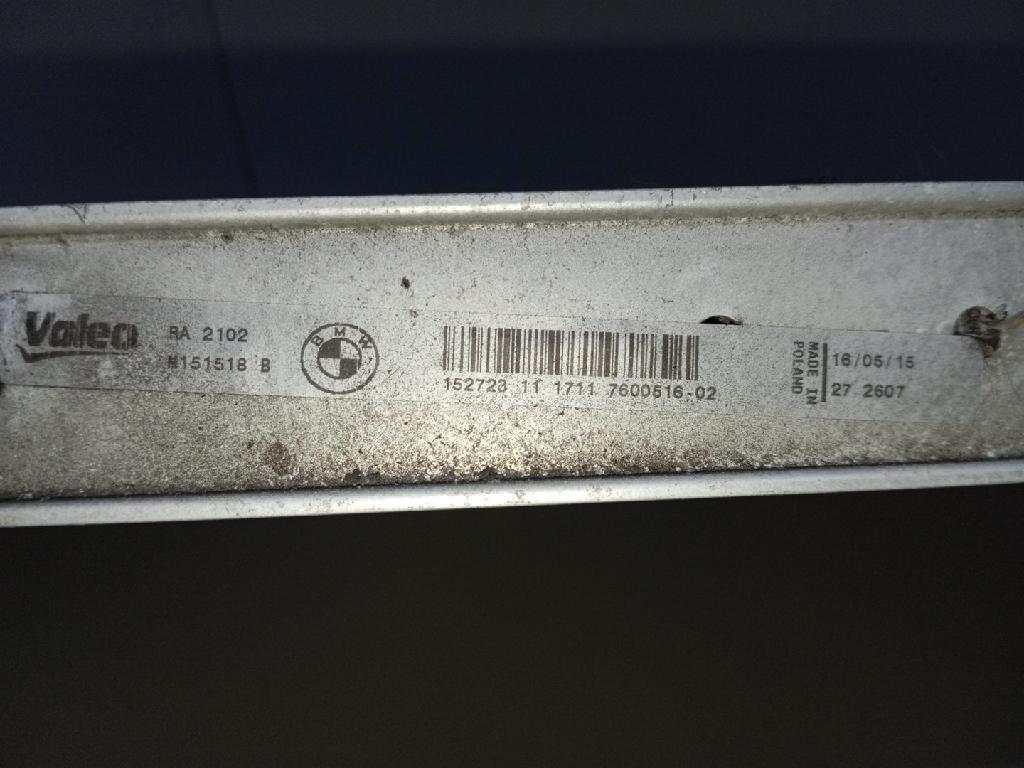 Valeo
RA 2102
M151518 B
BMW
152723 11 1711 7600516-02
MADE IN
POLAND
16/05/15
27 2607